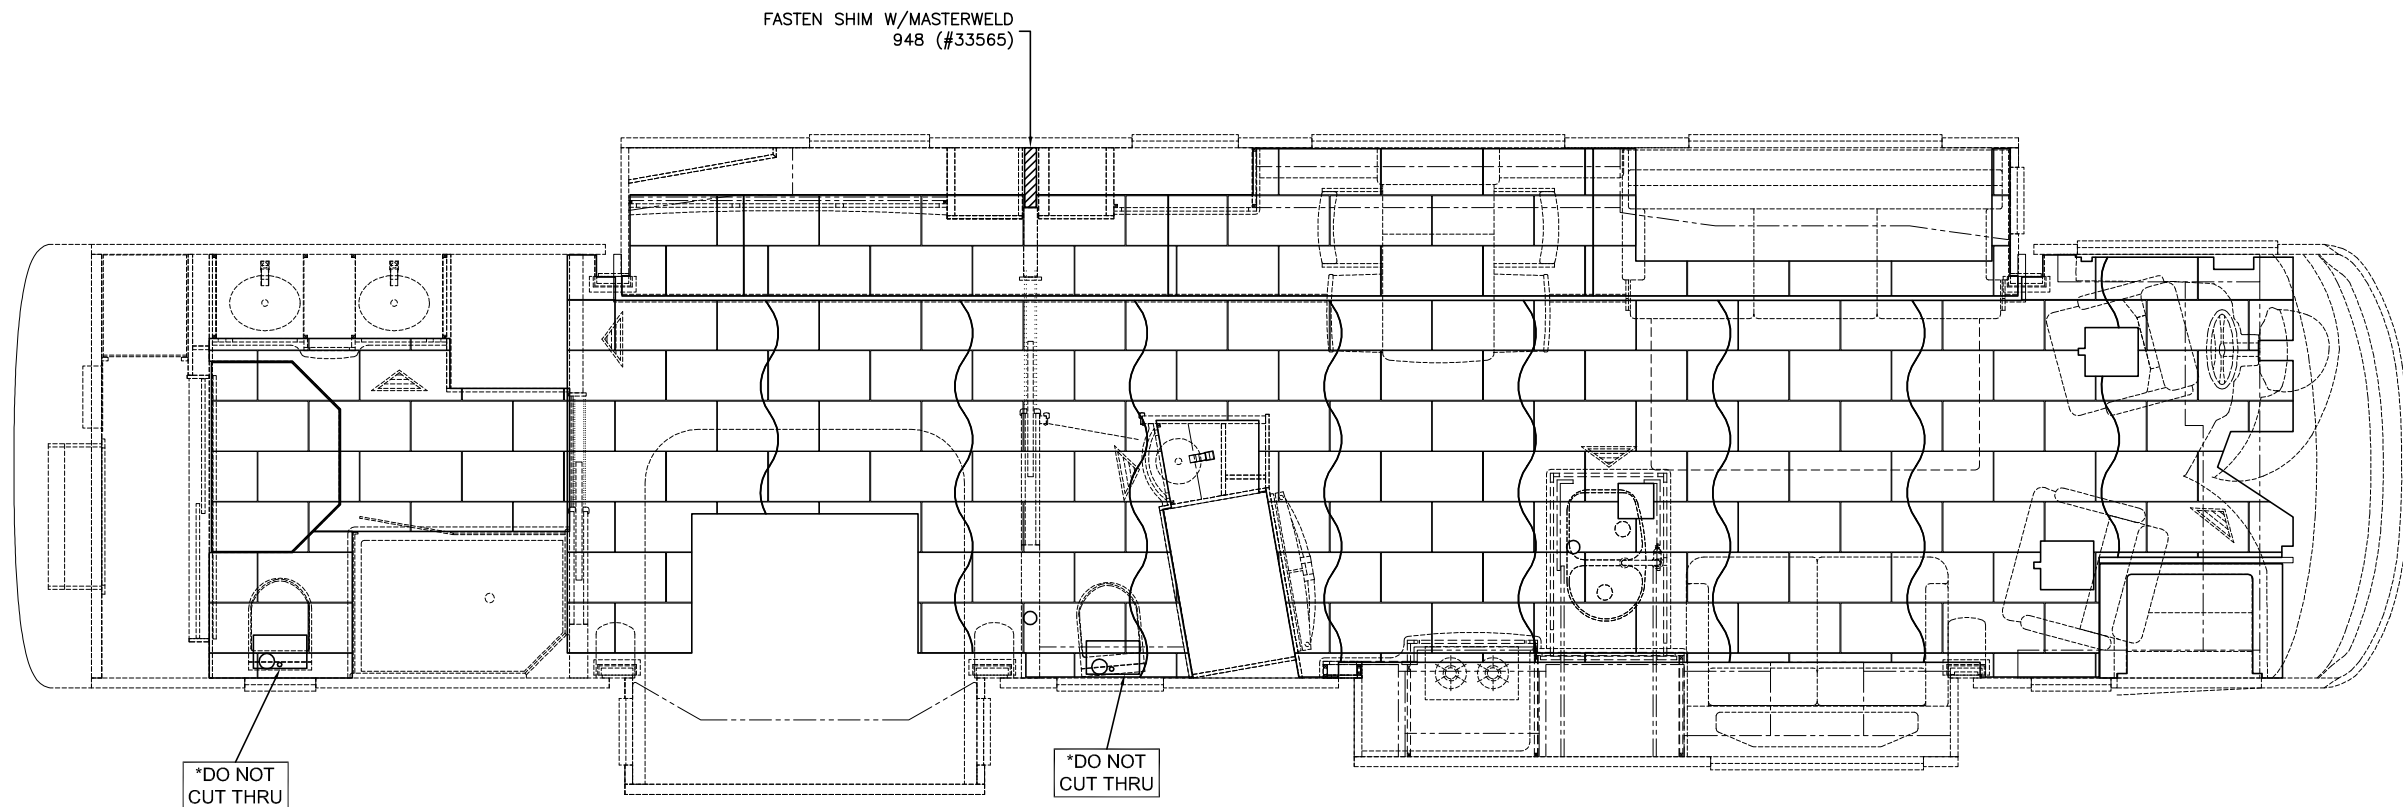 FASTEN SHIM W/MASTERWELD
948 (#33565)
*DO NOT
CUT THRU
*DO NOT
CUT THRU